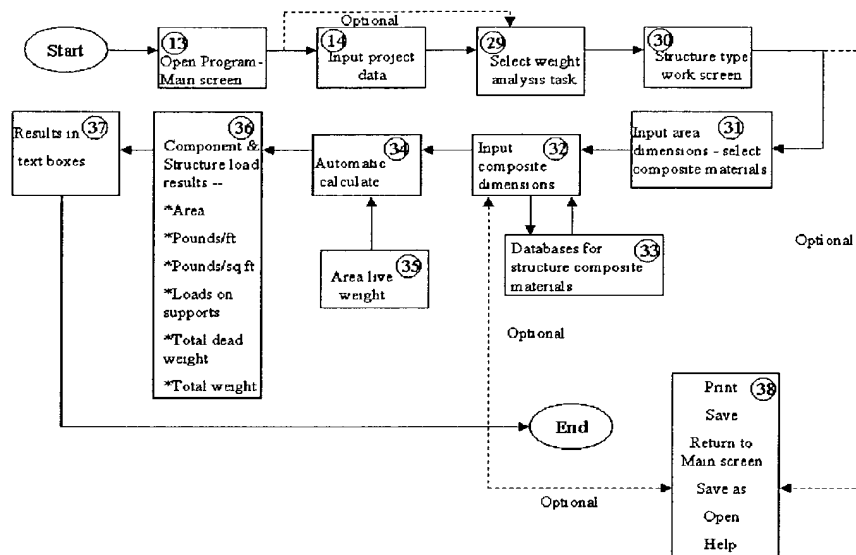 Optional
Start
13
Open Program-
Main screen
14
Input project
data
29
Select weight
analysis task
30
Structure type
work screen
37
Results in
text boxes
36
Component &
Structure load
results --
*Area
*Pounds/ft
*Pounds/sq ft
*Loads on
supports
*Total dead
weight
*Total weight
34
Automatic
calculate
35
Area live
weight
32
Input
composite
dimensions
31
Input area
dimensions - select
composite materials
33
Databases for
structure composite
materials
Optional
Optional
End
Optional
38
Print
Save
Return to
Main screen
Save as
Open
Help